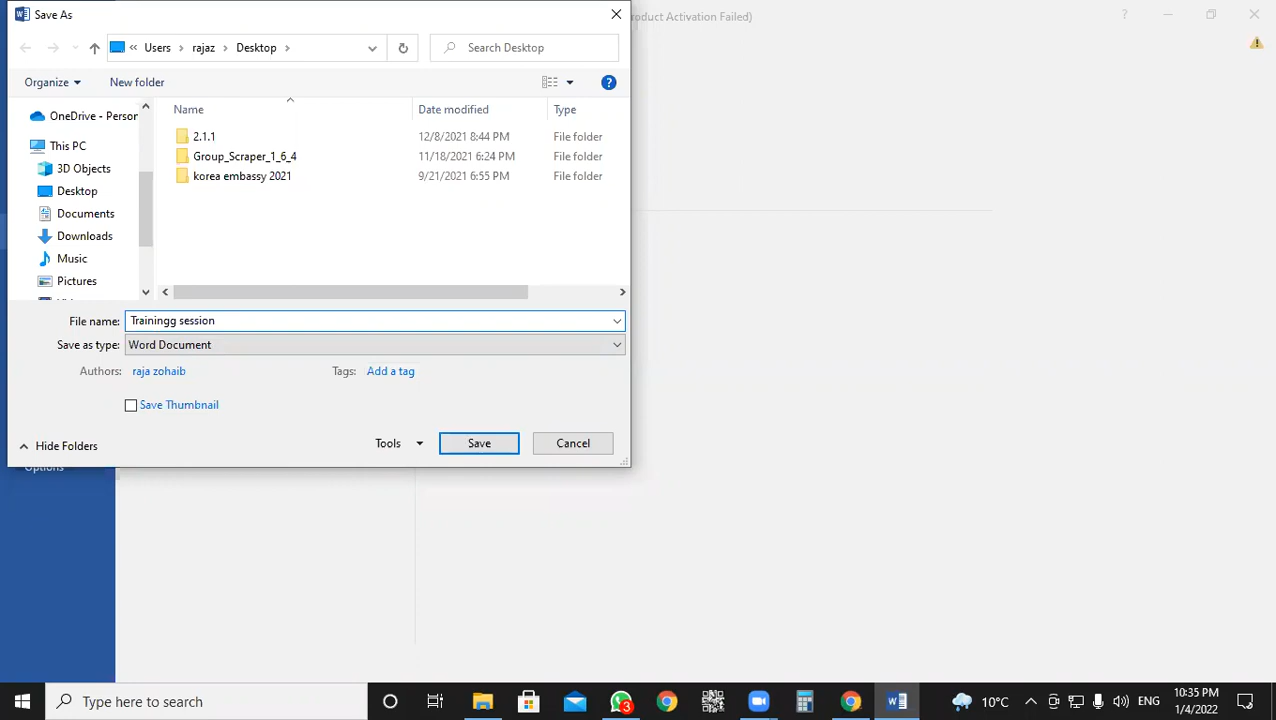 Save As
roduct Activation Failed)
Users
rajaz
Desktop
Search Desktop
Organize
New folder
OneDrive - Person
This PC
3D Objects
Desktop
Documents
Downloads
Music
Pictures
Name
Date modified
Type
2.1.1
12/8/2021 8:44 PM
File folder
Group_Scraper_1_6_4
11/18/2021 6:24 PM
File folder
korea embassy 2021
9/21/2021 6:55 PM
File folder
File name:
Trainingg session
Save as type:
Word Document
Authors:
raja zohaib
Tags:
Add a tag
Save Thumbnail
Hide Folders
Tools
Save
Cancel
Options
Type here to search
3
10°C
ENG
10:35 PM
1/4/2022